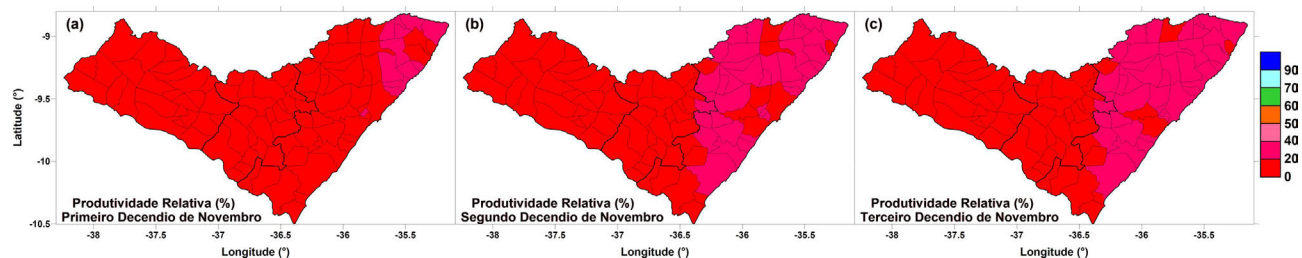 (a)
(b)
(c)
-9
-9.5
-10
-10.5
Latitude (°)
Produtividade Relativa (%)
Primeiro Decendio de Novembro
Produtividade Relativa (%)
Segundo Decendio de Novembro
Produtividade Relativa (%)
Terceiro Decendio de Novembro
-38 -37.5 -37 -36.5 -36 -35.5
-38 -37.5 -37 -36.5 -36 -35.5
-38 -37.5 -37 -36.5 -36 -35.5
Longitude (°)
Longitude (°)
Longitude (°)
90
70
60
50
40
20
0